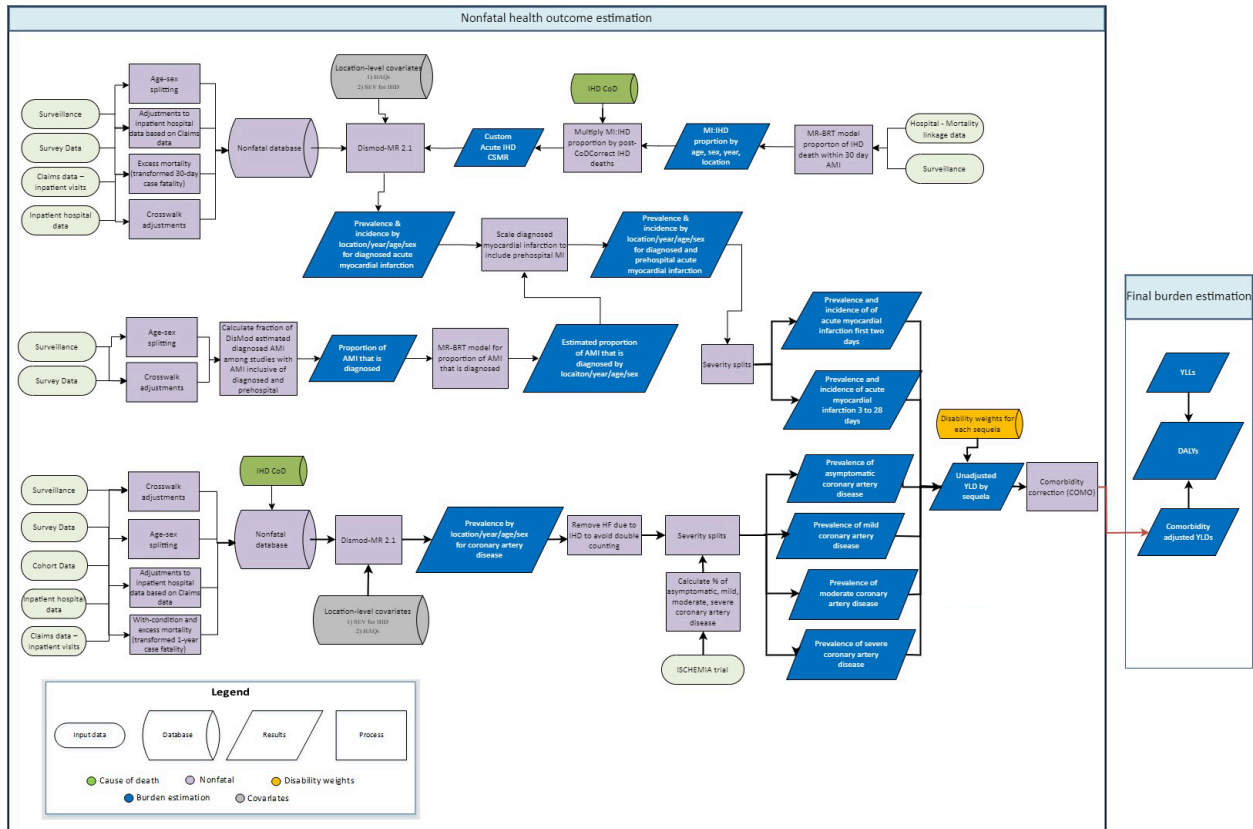 Nonfatal health outcome estimation
Surveillance
Survey Data
Claims data –
inpatient visits
Inpatient hospital
data
Age-sex
splitting
Adjustments to
inpatient hospital
data based on Claims
data
Excess mortality
(transformed 30-day
case fatality)
Crosswalk
adjustments
Nonfatal database
Location-level covariates
1) HAQi
2) SEV for IHD
Dismod-MR 2.1
Custom
Acute IHD
CSMR
IHD CoD
Multiply MI:IHD
proportion by post-
CoDCorrect IHD
deaths
MI:IHD
proprtion by
age, sex, year,
location
MR-BRT model
proporton of IHD
death within 30 day
AMI
Hospital - Mortality
linkage data
Surveillance
Prevalence &
incidence by
location/year/age/sex
for diagnosed acute
myocardial infarction
Scale diagnosed
myocardial infarction to
include prehospital MI
Prevalence &
incidence by
location/year/age/sex
for diagnosed and
prehospital acute
myocardial infarction
Surveillance
Survey Data
Age-sex
splitting
Crosswalk
adjustments
Calculate fraction of
DisMod estimated
diagnosed AMI
among studies with
AMI inclusive of
diagnosed and
prehospital
Proportion of
AMI that is
diagnosed
MR-BRT model for
proportion of AMI
that is diagnosed
Estimated proportion
of AMI that is
diagnosed by
locaiton/year/age/sex
Severity splits
Prevalence and
incidence of of
acute myocardial
infarction first two
days
Prevalence and
incidence of acute
myocardial
infarction 3 to 28
days
Surveillance
Survey Data
Cohort Data
Inpatient hospital
data
Claims data –
inpatient visits
Crosswalk
adjustments
Age-sex
splitting
Adjustments to
inpatient hospital
data based on Claims
data
With-condition and
excess mortality
(transformed 1-year
case fatality)
IHD CoD
Nonfatal
database
Dismod-MR 2.1
Location-level covariates
1) SEV for IHD
2) HAQi
Prevalence by
location/year/age/sex
for coronary artery
disease
Remove HF due to
IHD to avoid double
counting
Severity splits
Calculate % of
asymptomatic, mild,
moderate, severe
coronary artery
disease
ISCHEMIA trial
Prevalence of
asymptomatic
coronary artery
disease
Prevalence of mild
coronary artery
disease
Prevalence of
moderate coronary
artery disease
Prevalence of severe
coronary artery
disease
Disability weights for
each sequela
Unadjusted
YLD by
sequela
Comorbidity
correction (COMO)
Final burden estimation
YLLs
DALYs
Comorbidity
adjusted YLDs
Legend
Input data
Database
Results
Process
Cause of death
Nonfatal
Disability weights
Burden estimation
Covariates